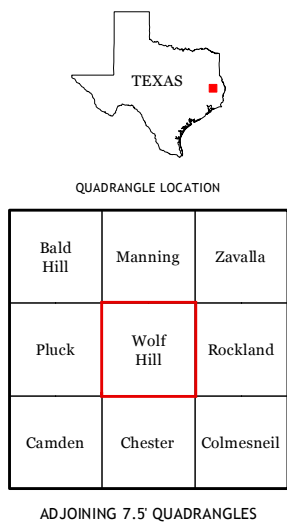 TEXAS
QUADRANGLE LOCATION
Bald
Hill
Manning
Zavalla
Pluck
Wolf
Hill
Rockland
Camden
Chester
Colmesneil
ADJOINING 7.5' QUADRANGLES